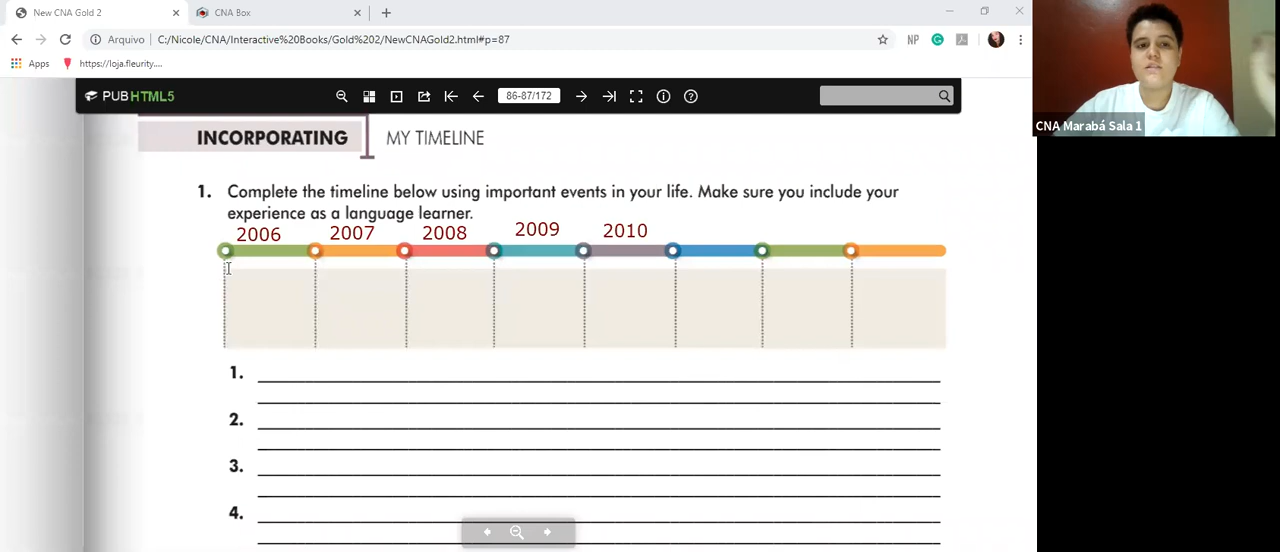 New CNA Gold 2
CNA Box
Arquivo C:/Nicole/CNA/Interactive%20Books/Gold%202/NewCNAGold2.html#p=87
NP
Apps https://loja.fleurity....
PUBHTML5
86-87/172
CNA Marabá Sala 1
INCORPORATING MY TIMELINE
1. Complete the timeline below using important events in your life. Make sure you include your
experience as a language learner.
2006 2007 2008 2009 2010
1.
2.
3.
4.